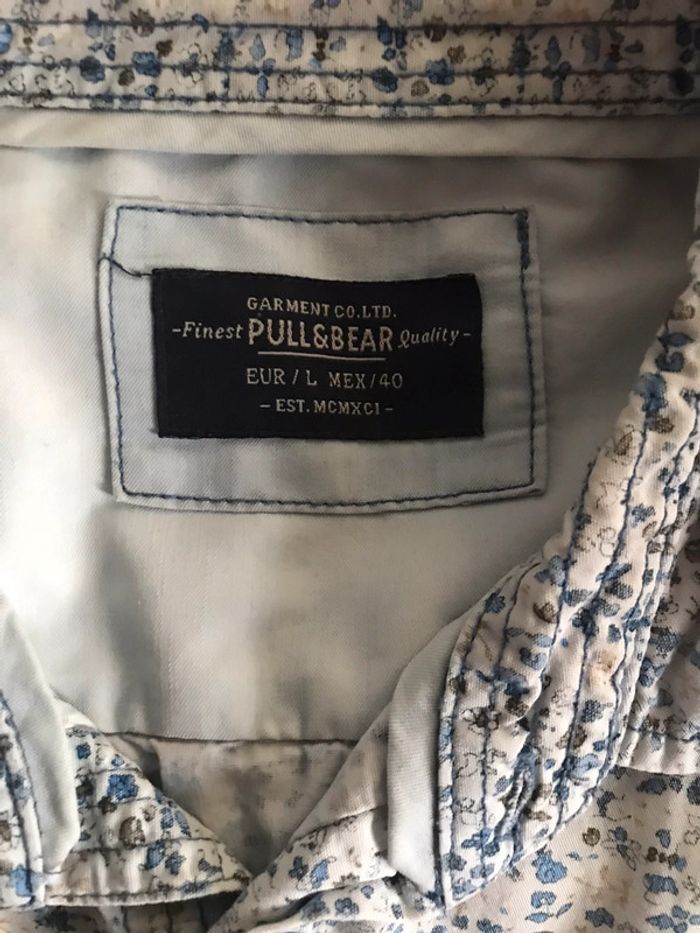 GARMENT CO.LTD.
-Finest PULL&BEAR Quality-
EUR / L MEX/40
- EST. MCMXCI -